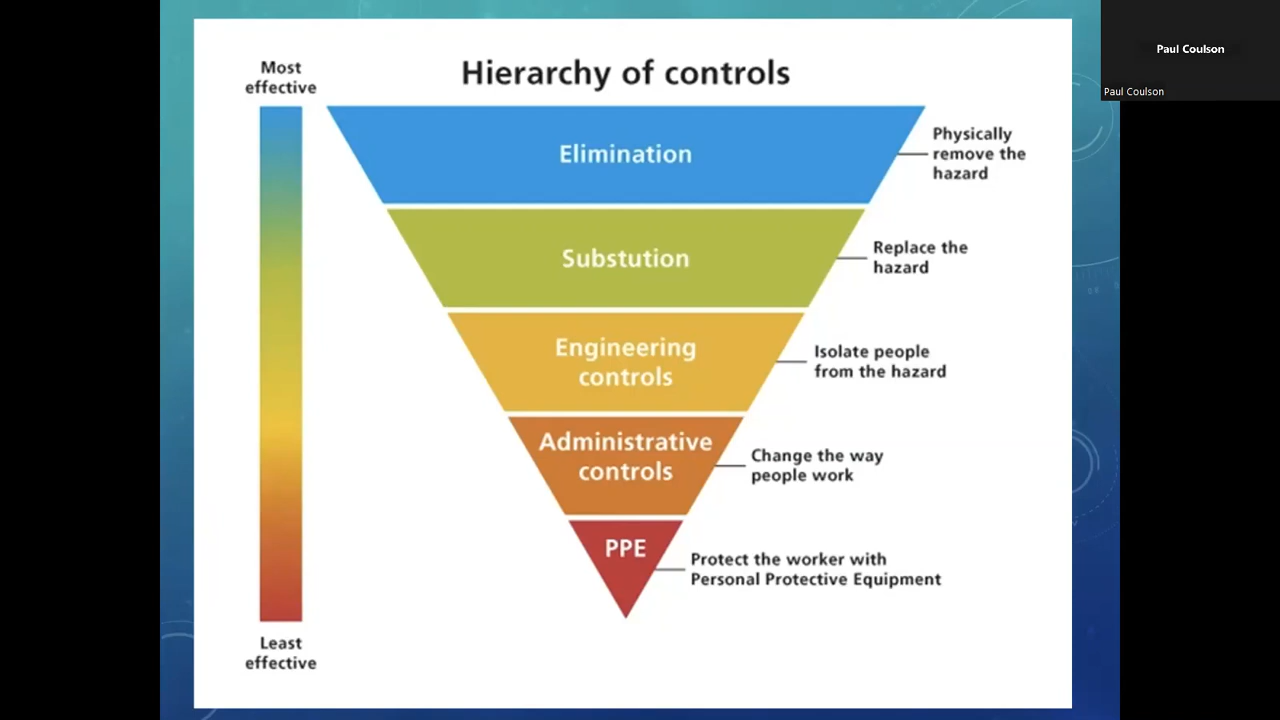 Paul Coulson
Paul Coulson
Hierarchy of controls
Most
effective
Elimination
Physically
remove the
hazard
Substution
Replace the
hazard
Engineering
controls
Isolate people
from the hazard
Administrative
controls
Change the way
people work
PPE
Protect the worker with
Personal Protective Equipment
Least
effective